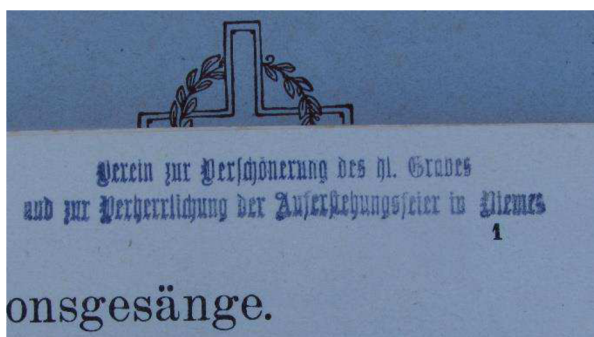 Verein zur Verschönerung des hl. Grabes
und zur Verherrlichung der Auferstehungsfeier in Niemes
1
onsgesänge.